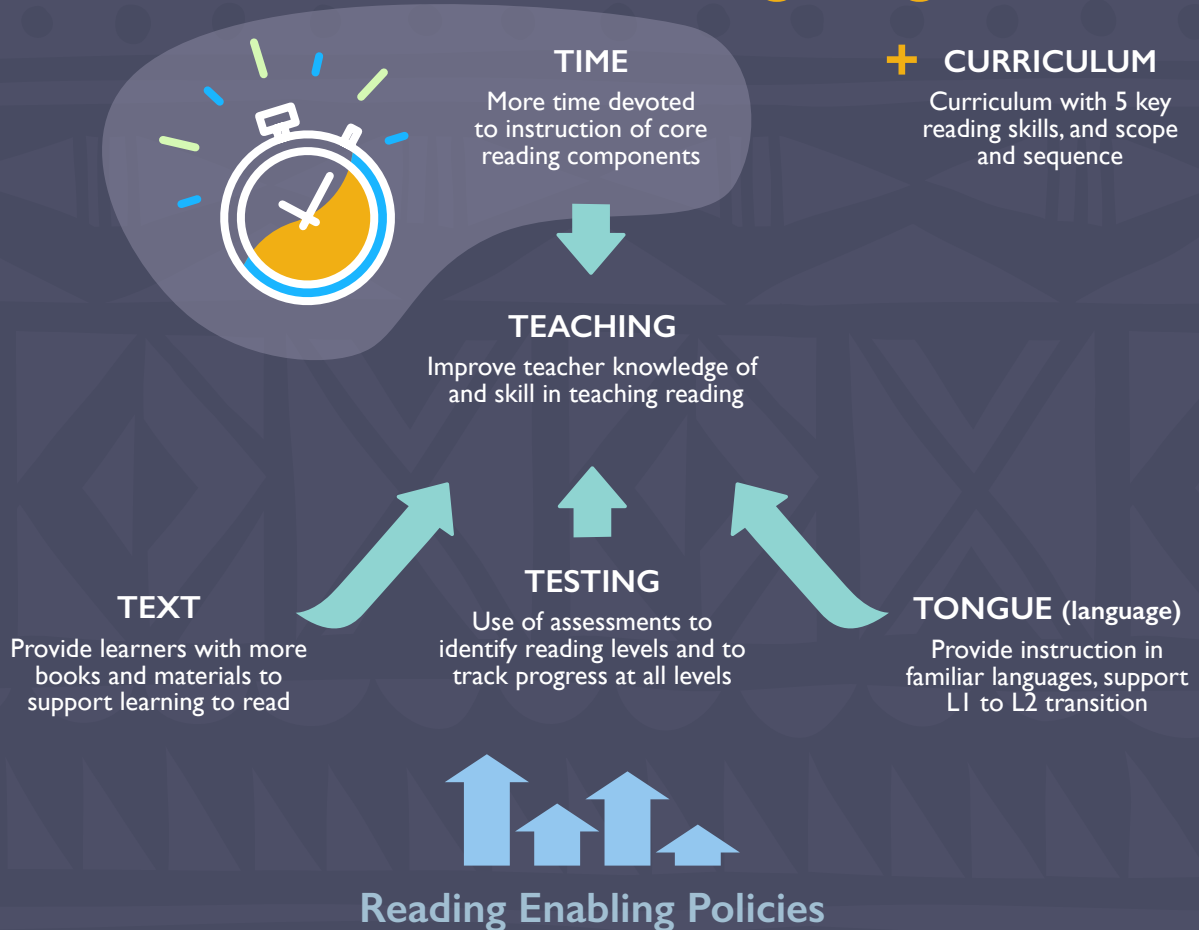 TIME
More time devoted
to instruction of core
reading components
+ CURRICULUM
Curriculum with 5 key
reading skills, and scope
and sequence
TEACHING
Improve teacher knowledge of
and skill in teaching reading
TEXT
Provide learners with more
books and materials to
support learning to read
TESTING
Use of assessments to
identify reading levels and to
track progress at all levels
TONGUE (language)
Provide instruction in
familiar languages, support
L1 to L2 transition
Reading Enabling Policies